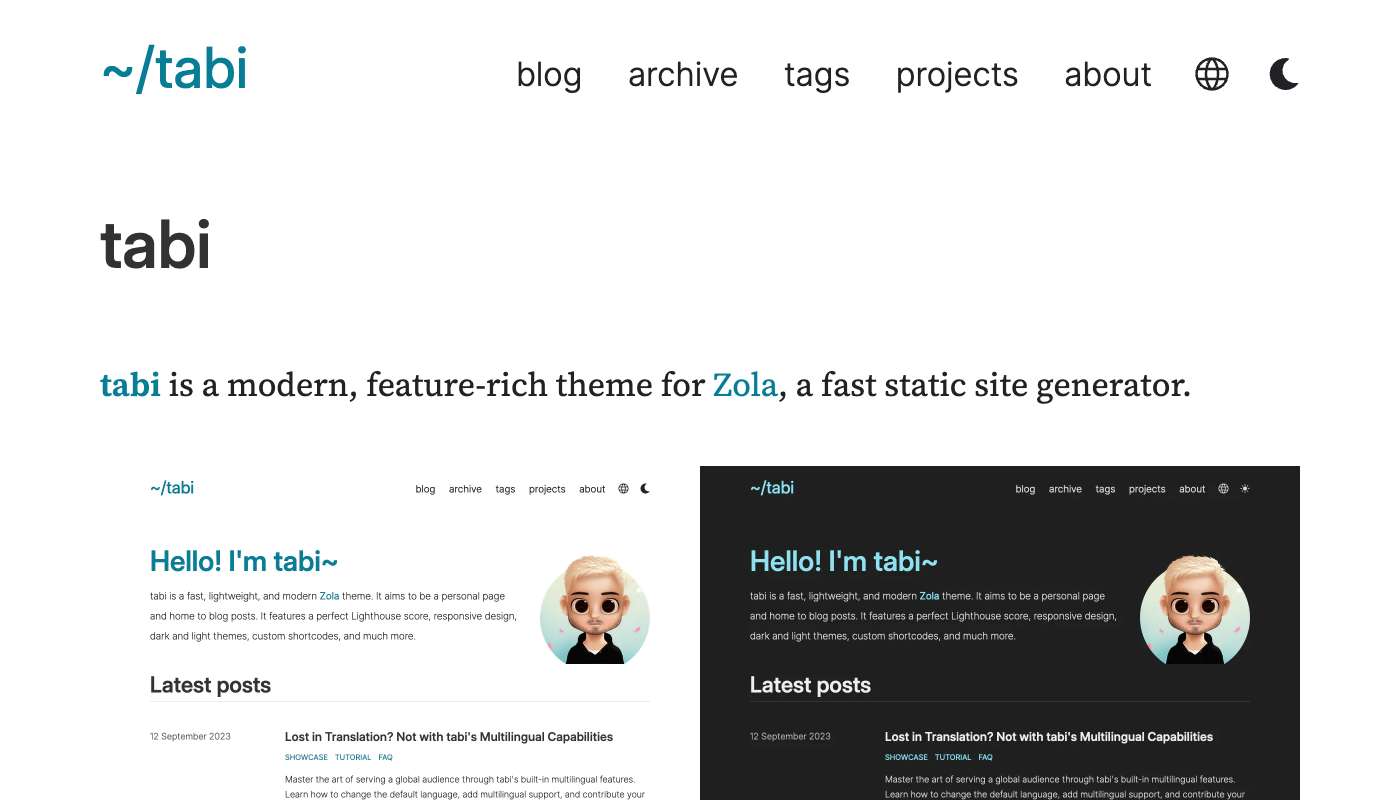 ~/tabi blog archive tags projects about
tabi
tabi is a modern, feature-rich theme for Zola, a fast static site generator.
~/tabi blog archive tags projects about
Hello! I'm tabi~
tabi is a fast, lightweight, and modern Zola theme. It aims to be a personal page
and home to blog posts. It features a perfect Lighthouse score, responsive design,
dark and light themes, custom shortcodes, and much more.
Latest posts
12 September 2023 Lost in Translation? Not with tabi's Multilingual Capabilities
SHOWCASE TUTORIAL FAQ
Master the art of serving a global audience through tabi's built-in multilingual features.
Learn how to change the default language, add multilingual support, and contribute your
~/tabi blog archive tags projects about
Hello! I'm tabi~
tabi is a fast, lightweight, and modern Zola theme. It aims to be a personal page
and home to blog posts. It features a perfect Lighthouse score, responsive design,
dark and light themes, custom shortcodes, and much more.
Latest posts
12 September 2023 Lost in Translation? Not with tabi's Multilingual Capabilities
SHOWCASE TUTORIAL FAQ
Master the art of serving a global audience through tabi's built-in multilingual features.
Learn how to change the default language, add multilingual support, and contribute your